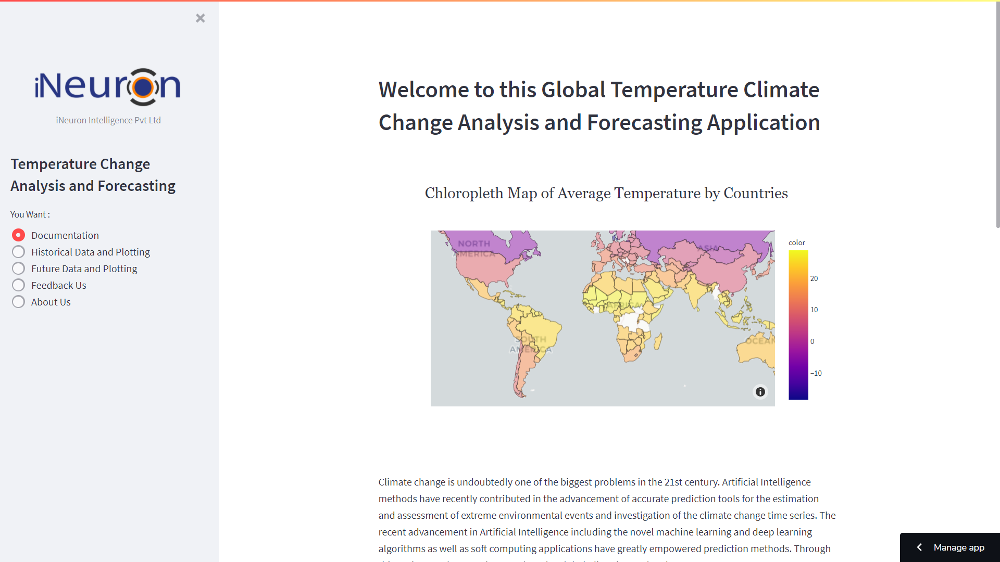 iNeuron
iNeuron Intelligence Pvt Ltd
Temperature Change
Analysis and Forecasting
You Want :
Documentation
Historical Data and Plotting
Future Data and Plotting
Feedback Us
About Us
Welcome to this Global Temperature Climate
Change Analysis and Forecasting Application
Chloropleth Map of Average Temperature by Countries
NORTH
AMERICA
ASIA
AFRICA
SOUTH
AMERICA
OCEAN
color
20
10
0
−10
Climate change is undoubtedly one of the biggest problems in the 21st century. Artificial Intelligence
methods have recently contributed in the advancement of accurate prediction tools for the estimation
and assessment of extreme environmental events and investigation of the climate change time series. The
recent advancement in Artificial Intelligence including the novel machine learning and deep learning
algorithms as well as soft computing applications have greatly empowered prediction methods. Through
Manage app